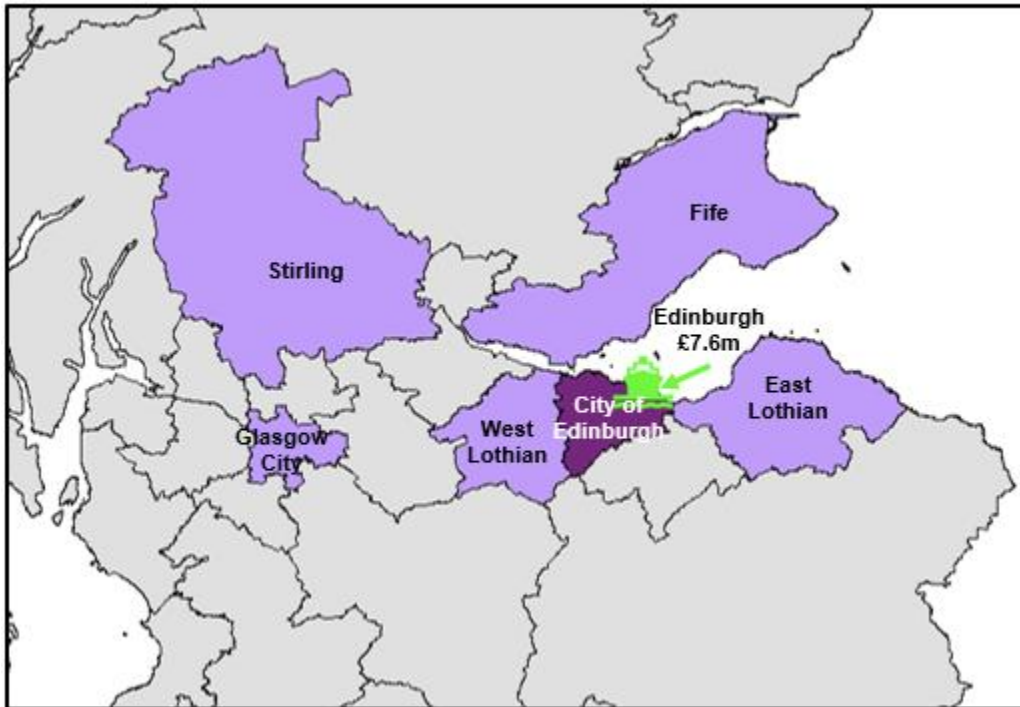 Fife
Stirling
Edinburgh
£7.6m
East
Lothian
City of
Edinburgh
West
Lothian
Glasgow
City